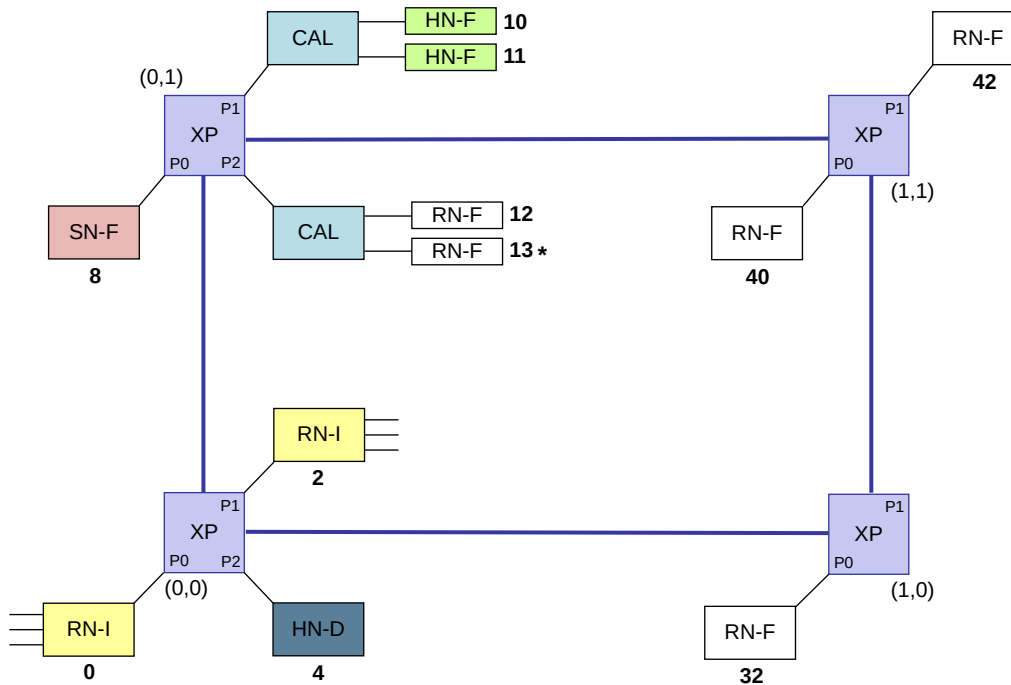 HN-F 10
CAL
HN-F 11
RN-F
42
(0,1)
P1
XP
P0 P2
P1
XP
P0
(1,1)
SN-F
8
CAL
RN-F 12
RN-F 13 *
RN-F
40
RN-I
2
P1
XP
P0 P2
(0,0)
P1
XP
P0
(1,0)
RN-I
0
HN-D
4
RN-F
32